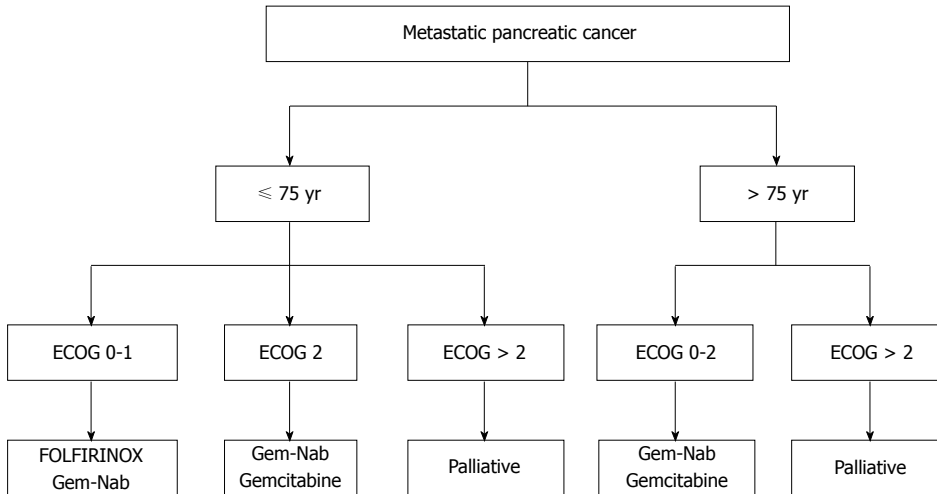 Metastatic pancreatic cancer
≤ 75 yr
> 75 yr
ECOG 0-1
ECOG 2
ECOG > 2
ECOG 0-2
ECOG > 2
FOLFIRINOX
Gem-Nab
Gem-Nab
Gemcitabine
Palliative
Gem-Nab
Gemcitabine
Palliative